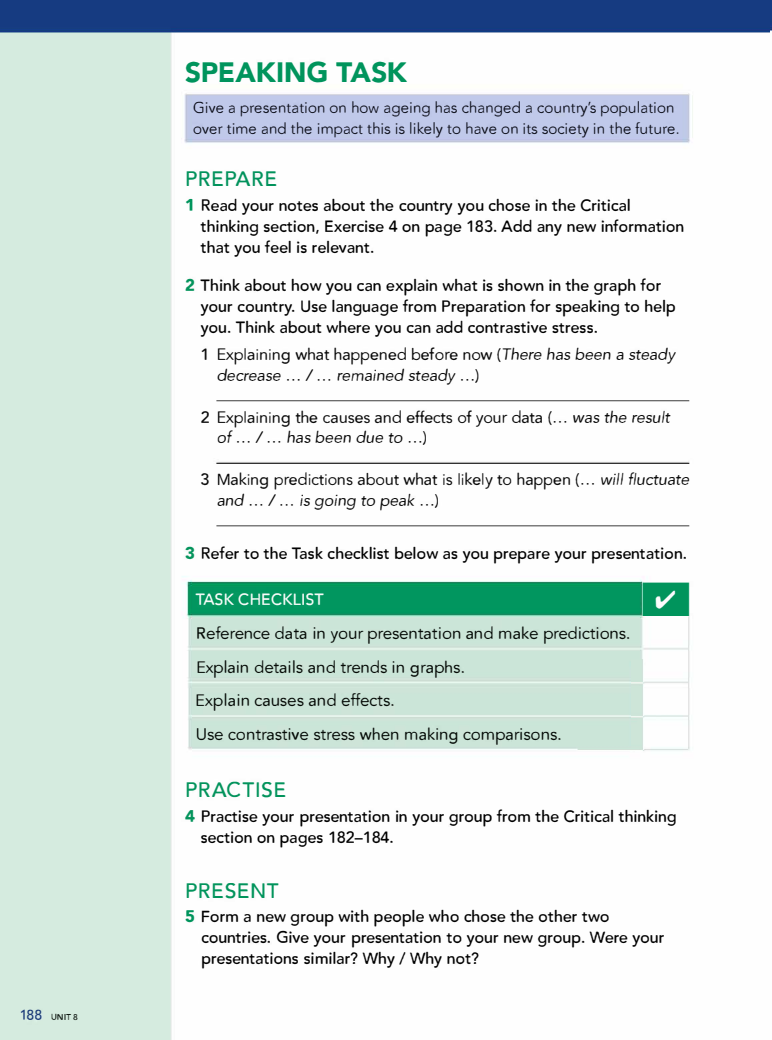 SPEAKING TASK
Give a presentation on how ageing has changed a country's population
over time and the impact this is likely to have on its society in the future.
PREPARE
1 Read your notes about the country you chose in the Critical
thinking section, Exercise 4 on page 183. Add any new information
that you feel is relevant.
2 Think about how you can explain what is shown in the graph for
your country. Use language from Preparation for speaking to help
you. Think about where you can add contrastive stress.
1 Explaining what happened before now (There has been a steady
decrease … / … remained steady …)
2 Explaining the causes and effects of your data (… was the result
of … / … has been due to …)
3 Making predictions about what is likely to happen (… will fluctuate
and … / … is going to peak …)
3 Refer to the Task checklist below as you prepare your presentation.
TASK CHECKLIST ✔
Reference data in your presentation and make predictions.
Explain details and trends in graphs.
Explain causes and effects.
Use contrastive stress when making comparisons.
PRACTISE
4 Practise your presentation in your group from the Critical thinking
section on pages 182–184.
PRESENT
5 Form a new group with people who chose the other two
countries. Give your presentation to your new group. Were your
presentations similar? Why / Why not?
188 UNIT 8